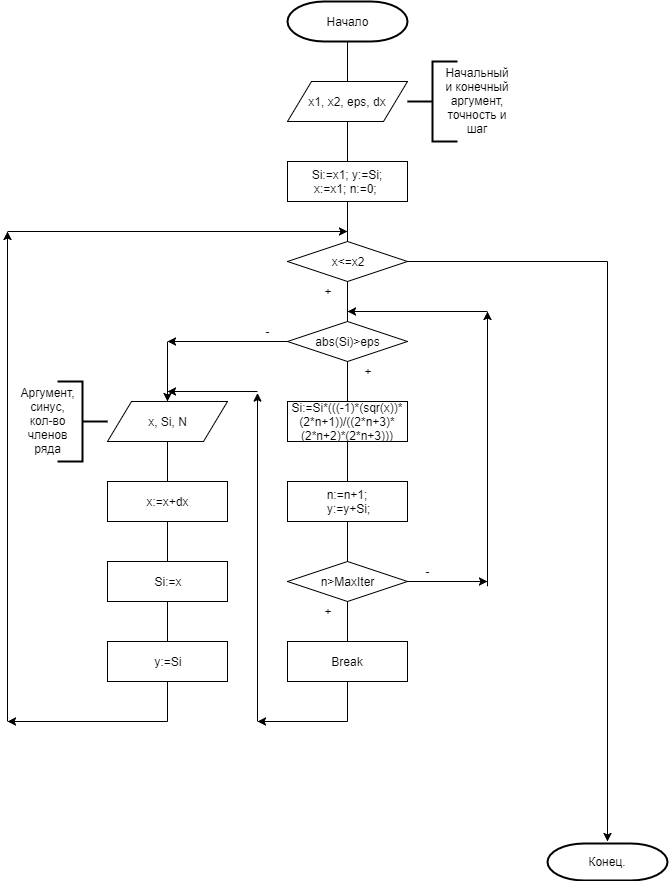 Начало
x1, x2, eps, dx
Начальный
и конечный
аргумент,
точность и
шаг
Si:=x1; y:=Si;
x:=x1; n:=0;
x<=x2
+
abs(Si)>eps
-
+
Аргумент,
синус,
кол-во
членов
ряда
x, Si, N
Si:=Si*(((-1)*(sqr(x))*
(2*n+1))/((2*n+3)*
(2*n+2)*(2*n+3)))
x:=x+dx
n:=n+1;
y:=y+Si;
Si:=x
n>MaxIter
-
+
y:=Si
Break
Конец.